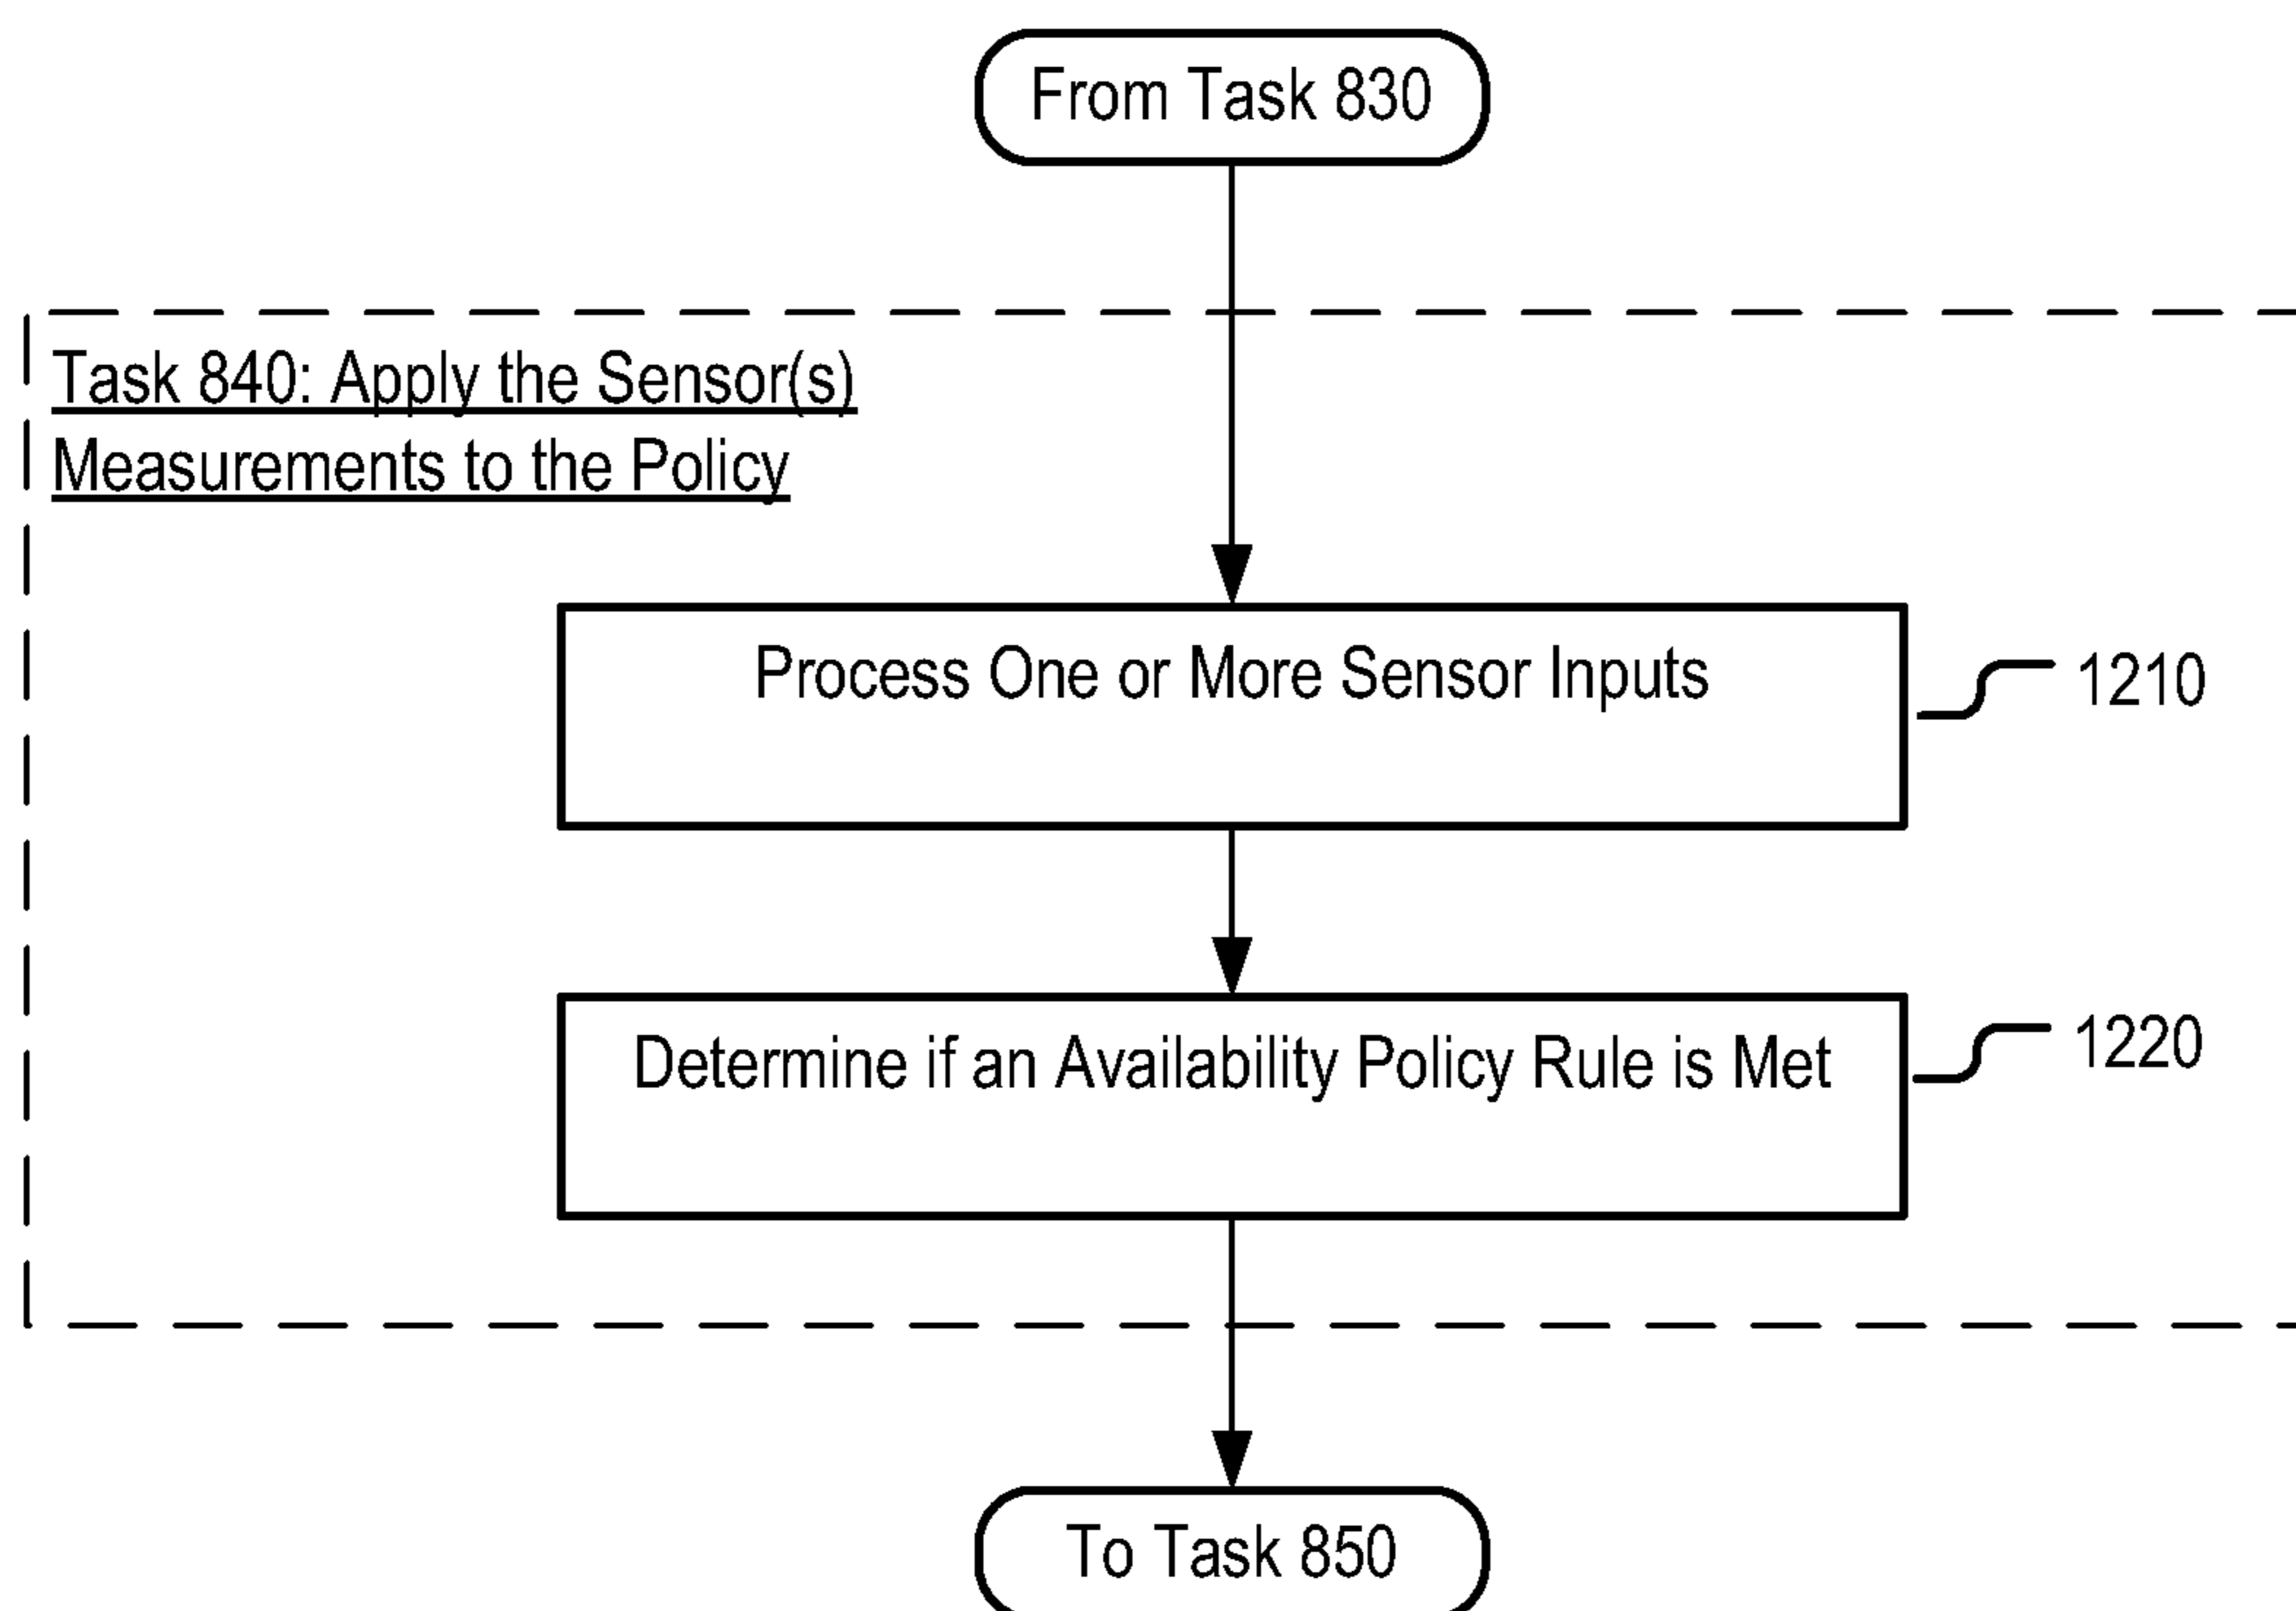 From Task 830
Task 840: Apply the Sensor(s)
Measurements to the Policy
Process One or More Sensor Inputs
1210
Determine if an Availability Policy Rule is Met
1220
To Task 850